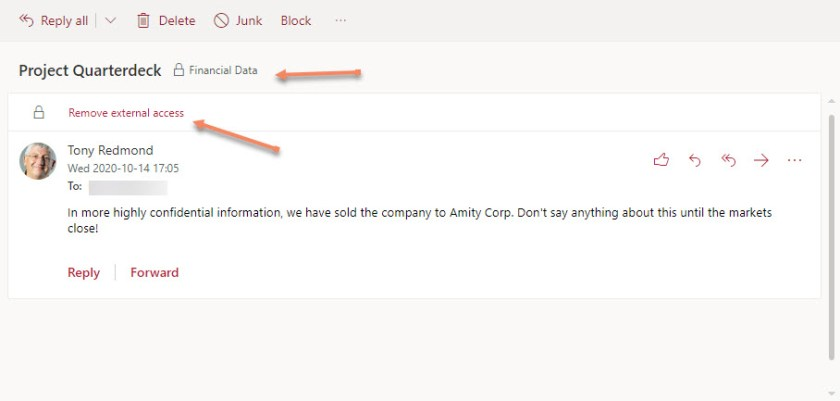 Reply all Delete Junk Block ...
Project Quarterdeck Financial Data
Remove external access
Tony Redmond
Wed 2020-10-14 17:05
To:
In more highly confidential information, we have sold the company to Amity Corp. Don't say anything about this until the markets
close!
Reply Forward